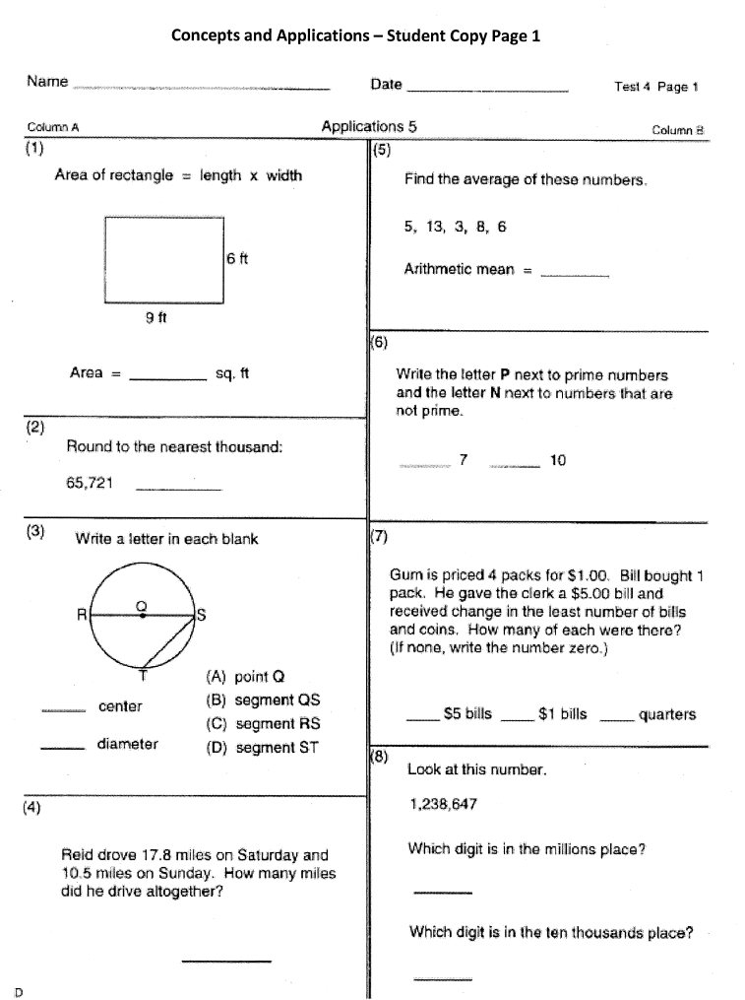 Concepts and Applications – Student Copy Page 1
Name ____________ Date ____________ Test 4 Page 1
Column A Applications 5 Column B
(1)
Area of rectangle = length x width
6 ft
9 ft
Area = ________ sq. ft
(2)
Round to the nearest thousand:
65,721 ________
(3)
Write a letter in each blank
Q
R
S
T
(A) point Q
(B) segment QS
(C) segment RS
(D) segment ST
_____ center
_____ diameter
(4)
Reid drove 17.8 miles on Saturday and
10.5 miles on Sunday. How many miles
did he drive altogether?
________
D
(5)
Find the average of these numbers.
5, 13, 3, 8, 6
Arithmetic mean = ________
(6)
Write the letter P next to prime numbers
and the letter N next to numbers that are
not prime.
______ 7 ______ 10
(7)
Gum is priced 4 packs for $1.00. Bill bought 1
pack. He gave the clerk a $5.00 bill and
received change in the least number of bills
and coins. How many of each were there?
(If none, write the number zero.)
____ $5 bills ____ $1 bills ____ quarters
(8)
Look at this number.
1,238,647
Which digit is in the millions place?
______
Which digit is in the ten thousands place?
______